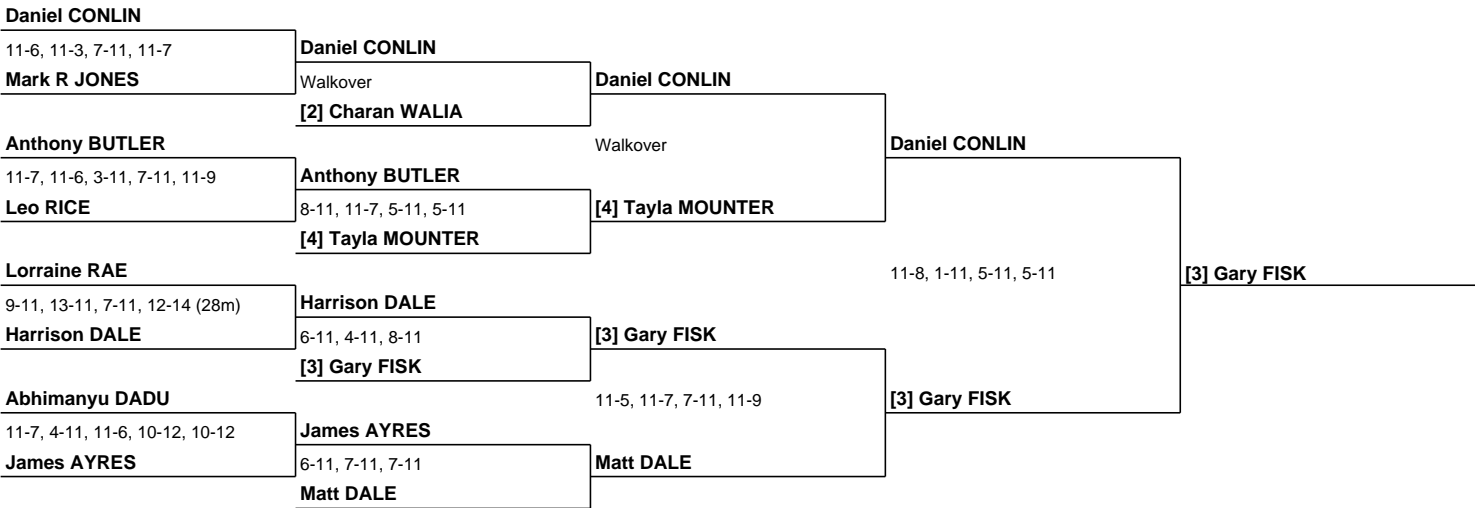 Daniel CONLIN
11-6, 11-3, 7-11, 11-7
Mark R JONES
Daniel CONLIN
Walkover
[2] Charan WALIA
Daniel CONLIN
Walkover
Anthony BUTLER
11-7, 11-6, 3-11, 7-11, 11-9
Leo RICE
Anthony BUTLER
8-11, 11-7, 5-11, 5-11
[4] Tayla MOUNTER
[4] Tayla MOUNTER
Daniel CONLIN
11-8, 1-11, 5-11, 5-11
[3] Gary FISK
Lorraine RAE
9-11, 13-11, 7-11, 12-14 (28m)
Harrison DALE
Harrison DALE
6-11, 4-11, 8-11
[3] Gary FISK
[3] Gary FISK
11-5, 11-7, 7-11, 11-9
[3] Gary FISK
Abhimanyu DADU
11-7, 4-11, 11-6, 10-12, 10-12
James AYRES
James AYRES
6-11, 7-11, 7-11
Matt DALE
Matt DALE